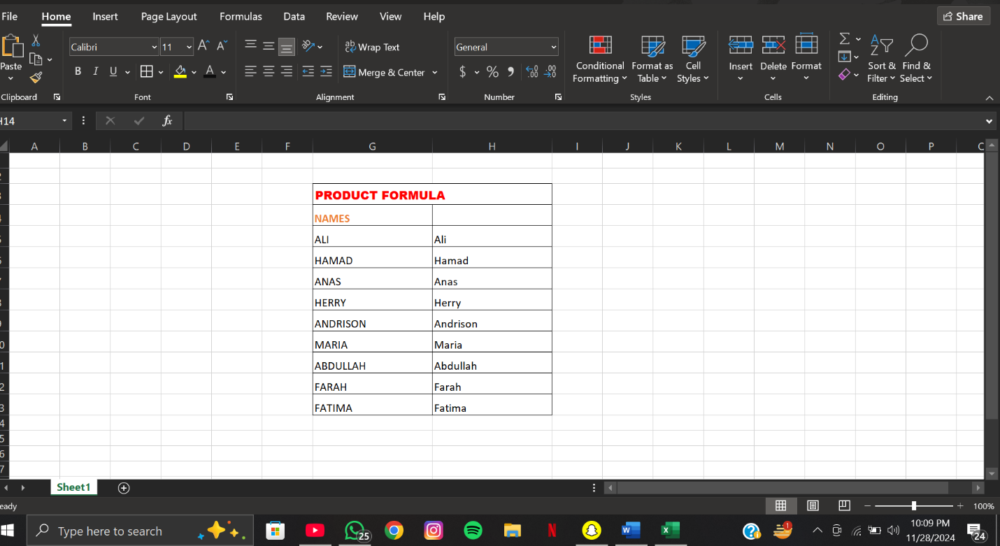 File Home Insert Page Layout Formulas Data Review View Help Share
Calibri 11 ab Wrap Text General
Paste B I U A Merge & Center $ % Conditional Formatting Format as Table Cell Styles Insert Delete Format Sort & Filter Find & Select
Clipboard Font Alignment Number Styles Cells Editing
H14 fx
A B C D E F G H I J K L M N O P
PRODUCT FORMULA
NAMES
ALI Ali
HAMAD Hamad
ANAS Anas
HERRY Herry
ANDRISON Andrison
MARIA Maria
ABDULLAH Abdullah
FARAH Farah
FATIMA Fatima
Sheet1
eady 100%
Type here to search 25 1 10:09 PM
11/28/2024 24